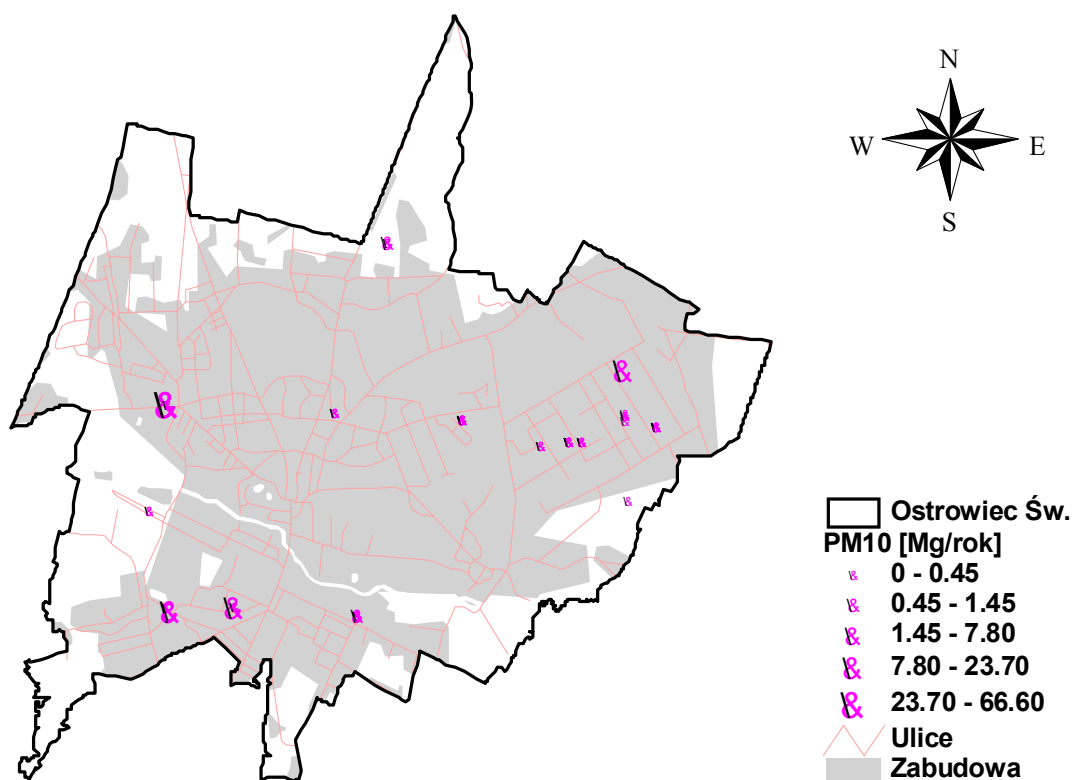 N
W
E
S
Ostrowiec Św.
PM10 [Mg/rok]
0 - 0.45
0.45 - 1.45
1.45 - 7.80
7.80 - 23.70
23.70 - 66.60
Ulice
Zabudowa